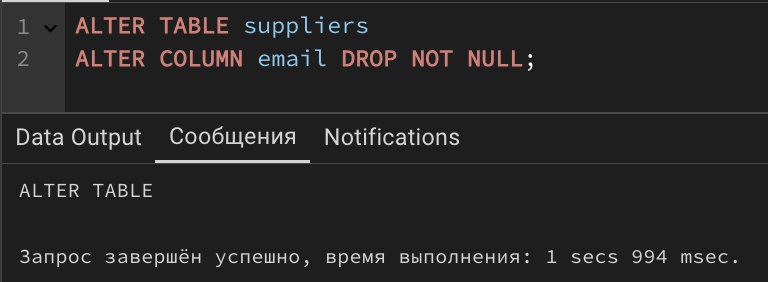 1 ALTER TABLE suppliers
2 ALTER COLUMN email DROP NOT NULL;
Data Output Сообщения Notifications
ALTER TABLE
Запрос завершён успешно, время выполнения: 1 secs 994 msec.